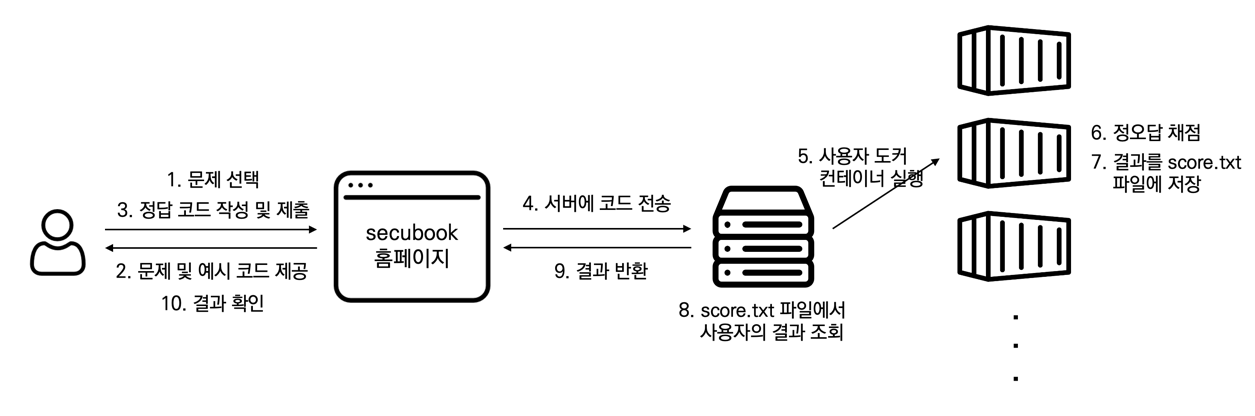 1. 문제 선택
3. 정답 코드 작성 및 제출
2. 문제 및 예시 코드 제공
10. 결과 확인
secubook
홈페이지
4. 서버에 코드 전송
9. 결과 반환
8. score.txt 파일에서
사용자의 결과 조회
5. 사용자 도커
컨테이너 실행
6. 정오답 채점
7. 결과를 score.txt
파일에 저장